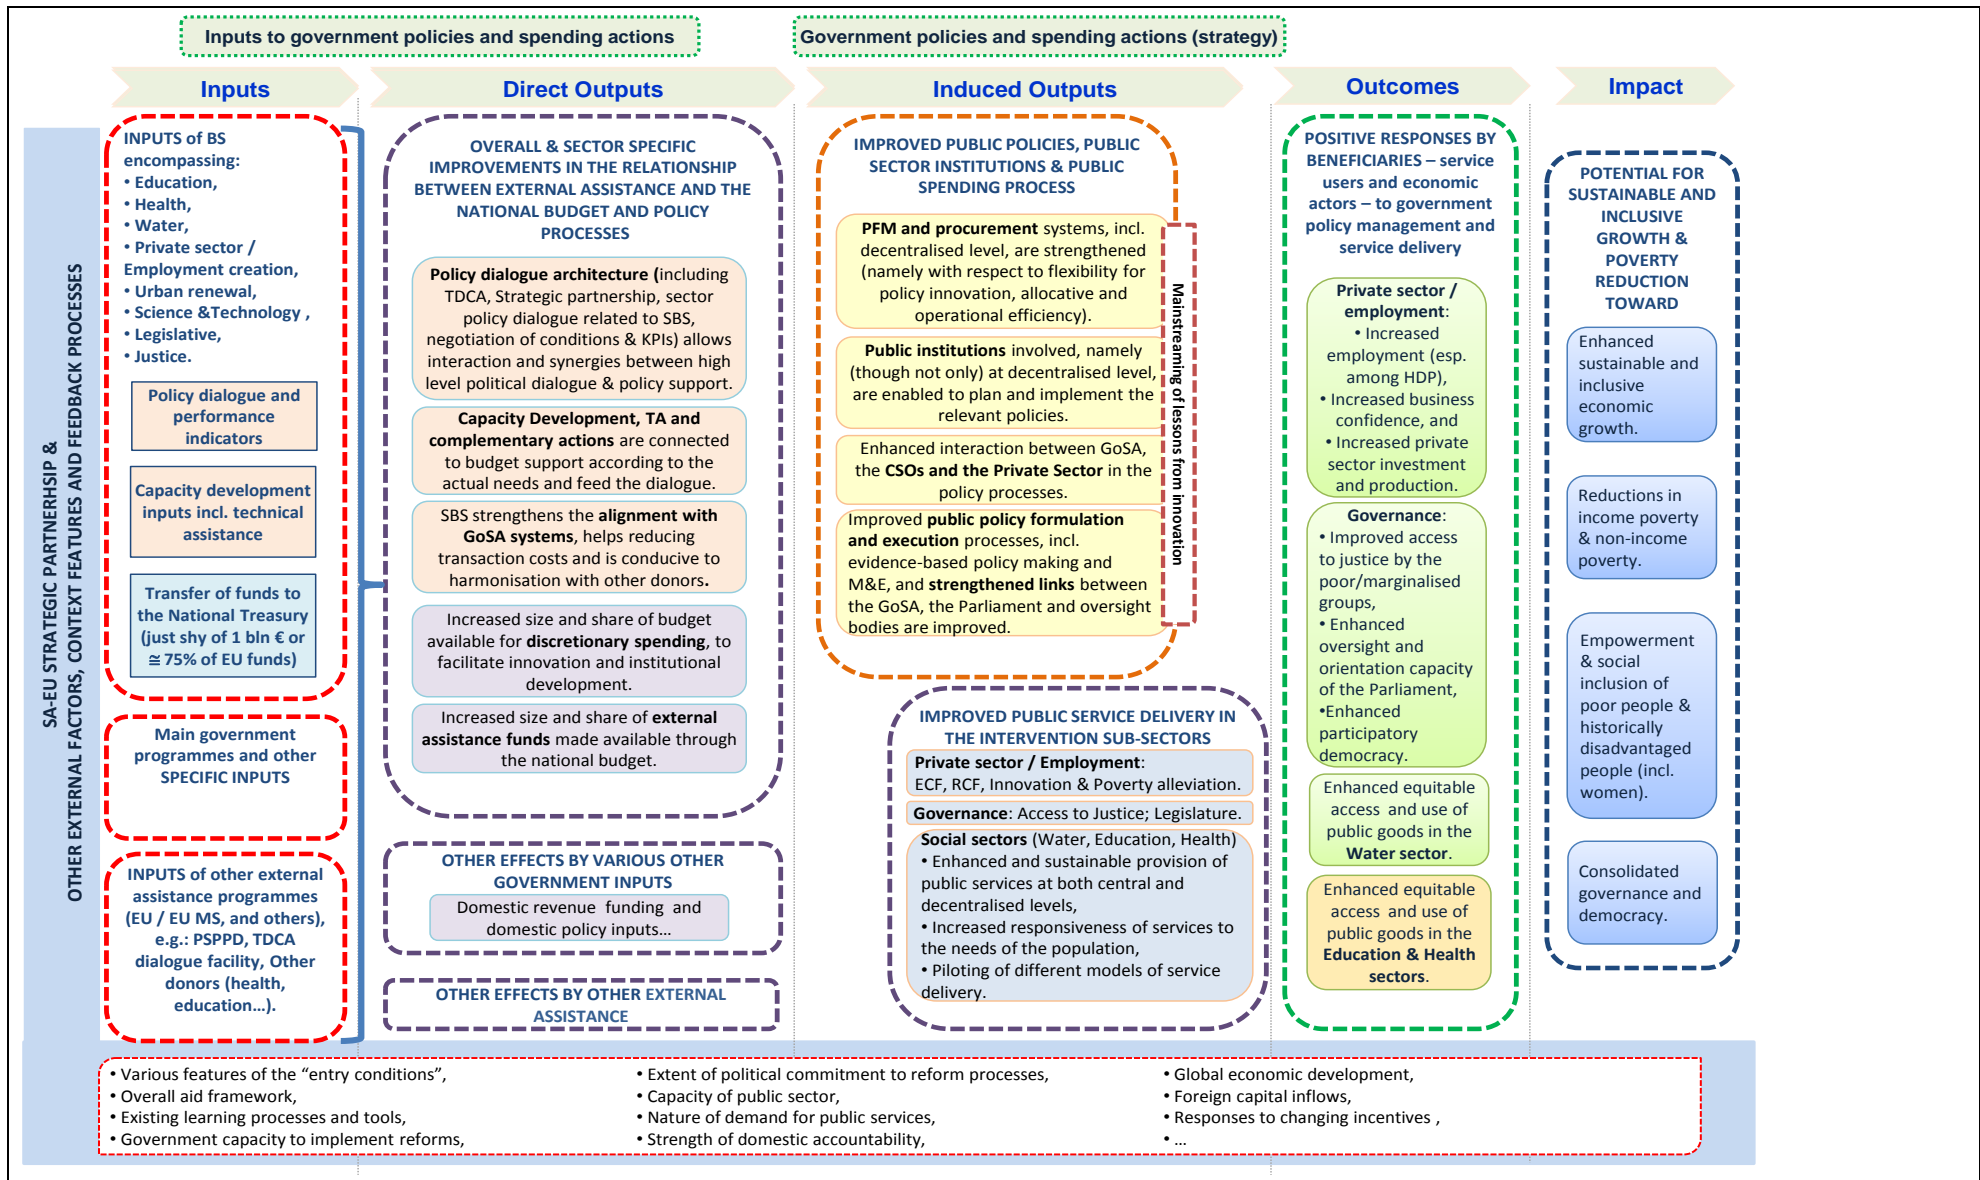 Inputs to government policies and spending actions
Government policies and spending actions (strategy)
Inputs
Direct Outputs
Induced Outputs
Outcomes
Impact
SA-EU STRATEGIC PARTNERHSIP &
OTHER EXTERNAL FACTORS, CONTEXT FEATURES AND FEEDBACK PROCESSES
INPUTS of BS
encompassing:
• Education,
• Health,
• Water,
• Private sector /
Employment creation,
• Urban renewal,
• Science &Technology ,
• Legislative,
• Justice.
Policy dialogue and
performance
indicators
Capacity development
inputs incl. technical
assistance
Transfer of funds to
the National Treasury
(just shy of 1 bln € or
≅ 75% of EU funds)
Main government
programmes and other
SPECIFIC INPUTS
INPUTS of other external
assistance programmes
(EU / EU MS, and others),
e.g.: PSPPD, TDCA
dialogue facility, Other
donors (health,
education…).
OVERALL & SECTOR SPECIFIC
IMPROVEMENTS IN THE RELATIONSHIP
BETWEEN EXTERNAL ASSISTANCE AND THE
NATIONAL BUDGET AND POLICY
PROCESSES
Policy dialogue architecture (including
TDCA, Strategic partnership, sector
policy dialogue related to SBS,
negotiation of conditions & KPIs) allows
interaction and synergies between high
level political dialogue & policy support.
Capacity Development, TA and
complementary actions are connected
to budget support according to the
actual needs and feed the dialogue.
SBS strengthens the alignment with
GoSA systems, helps reducing
transaction costs and is conducive to
harmonisation with other donors.
Increased size and share of budget
available for discretionary spending, to
facilitate innovation and institutional
development.
Increased size and share of external
assistance funds made available through
the national budget.
OTHER EFFECTS BY VARIOUS OTHER
GOVERNMENT INPUTS
Domestic revenue funding and
domestic policy inputs…
OTHER EFFECTS BY OTHER EXTERNAL
ASSISTANCE
IMPROVED PUBLIC POLICIES, PUBLIC
SECTOR INSTITUTIONS & PUBLIC
SPENDING PROCESS
PFM and procurement systems, incl.
decentralised level, are strengthened
(namely with respect to flexibility for
policy innovation, allocative and
operational efficiency).
Public institutions involved, namely
(though not only) at decentralised level,
are enabled to plan and implement the
relevant policies.
Enhanced interaction between GoSA,
the CSOs and the Private Sector in the
policy processes.
Improved public policy formulation
and execution processes, incl.
evidence-based policy making and
M&E, and strengthened links between
the GoSA, the Parliament and oversight
bodies are improved.
Mainstreaming of lessons from innovation
IMPROVED PUBLIC SERVICE DELIVERY IN
THE INTERVENTION SUB-SECTORS
Private sector / Employment:
ECF, RCF, Innovation & Poverty alleviation.
Governance: Access to Justice; Legislature.
Social sectors (Water, Education, Health)
• Enhanced and sustainable provision of
public services at both central and
decentralised levels,
• Increased responsiveness of services to
the needs of the population,
• Piloting of different models of service
delivery.
POSITIVE RESPONSES BY
BENEFICIARIES – service
users and economic
actors – to government
policy management and
service delivery
Private sector /
employment:
• Increased
employment (esp.
among HDP),
• Increased business
confidence, and
• Increased private
sector investment
and production.
Governance:
• Improved access
to justice by the
poor/marginalised
groups,
• Enhanced
oversight and
orientation capacity
of the Parliament,
•Enhanced
participatory
democracy.
Enhanced equitable
access and use of
public goods in the
Water sector.
Enhanced equitable
access and use of
public goods in the
Education & Health
sectors.
POTENTIAL FOR
SUSTAINABLE AND
INCLUSIVE
GROWTH &
POVERTY
REDUCTION
TOWARD
Enhanced
sustainable and
inclusive
economic
growth.
Reductions in
income poverty
& non-income
poverty.
Empowerment
& social
inclusion of
poor people &
historically
disadvantaged
people (incl.
women).
Consolidated
governance and
democracy.
• Various features of the “entry conditions”,
• Overall aid framework,
• Existing learning processes and tools,
• Government capacity to implement reforms,
• Extent of political commitment to reform processes,
• Capacity of public sector,
• Nature of demand for public services,
• Strength of domestic accountability,
• Global economic development,
• Foreign capital inflows,
• Responses to changing incentives ,
• …